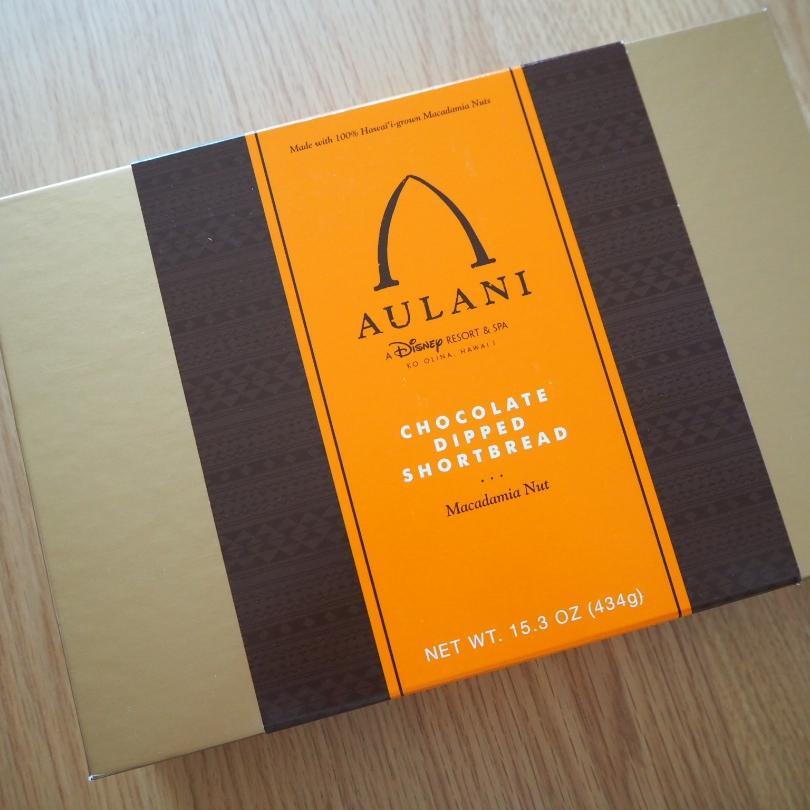 Made with 100% Hawai'i-grown Macadamia Nuts
AULANI
A Disney RESORT & SPA
KO OLINA, HAWAI'I
CHOCOLATE
DIPPED
SHORTBREAD
...
Macadamia Nut
NET WT. 15.3 OZ (434g)